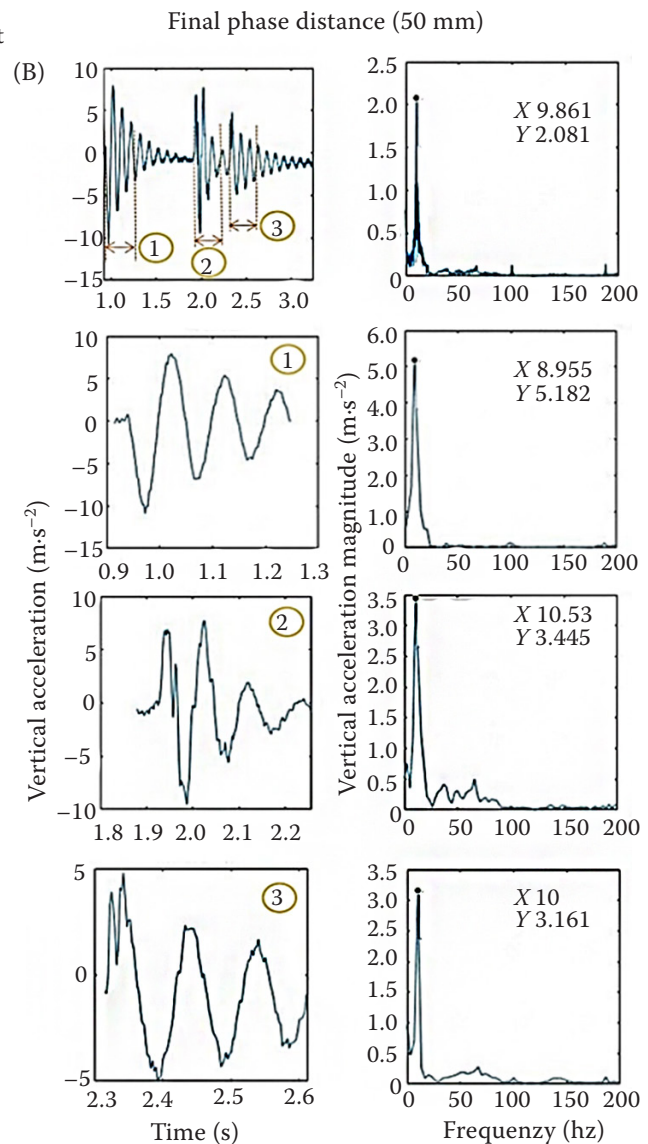 t
Final phase distance (50 mm)
(B)
10
5
0
−5
−10
−15
1.0 1.5 2.0 2.5 3.0
1
2
3
2.5
2.0
1.5
1.0
0.5
0
0 50 100 150 200
X 9.861
Y 2.081
10
5
0
−5
−10
−15
0.9 1.0 1.1 1.2 1.3
1
6.0
5.0
4.0
3.0
2.0
1.0
0
0 50 100 150 200
X 8.955
Y 5.182
10
5
0
−5
−10
1.8 1.9 2.0 2.1 2.2
2
3.5
3.0
2.5
2.0
1.5
1.0
0.5
0
0 50 100 150 200
X 10.53
Y 3.445
5
0
−5
2.3 2.4 2.5 2.6
3
3.5
3.0
2.5
2.0
1.5
1.0
0.5
0
0 50 100 150 200
X 10
Y 3.161
Vertical acceleration (m·s−2)
Vertical acceleration magnitude (m·s−2)
Time (s)
Frequenzy (hz)